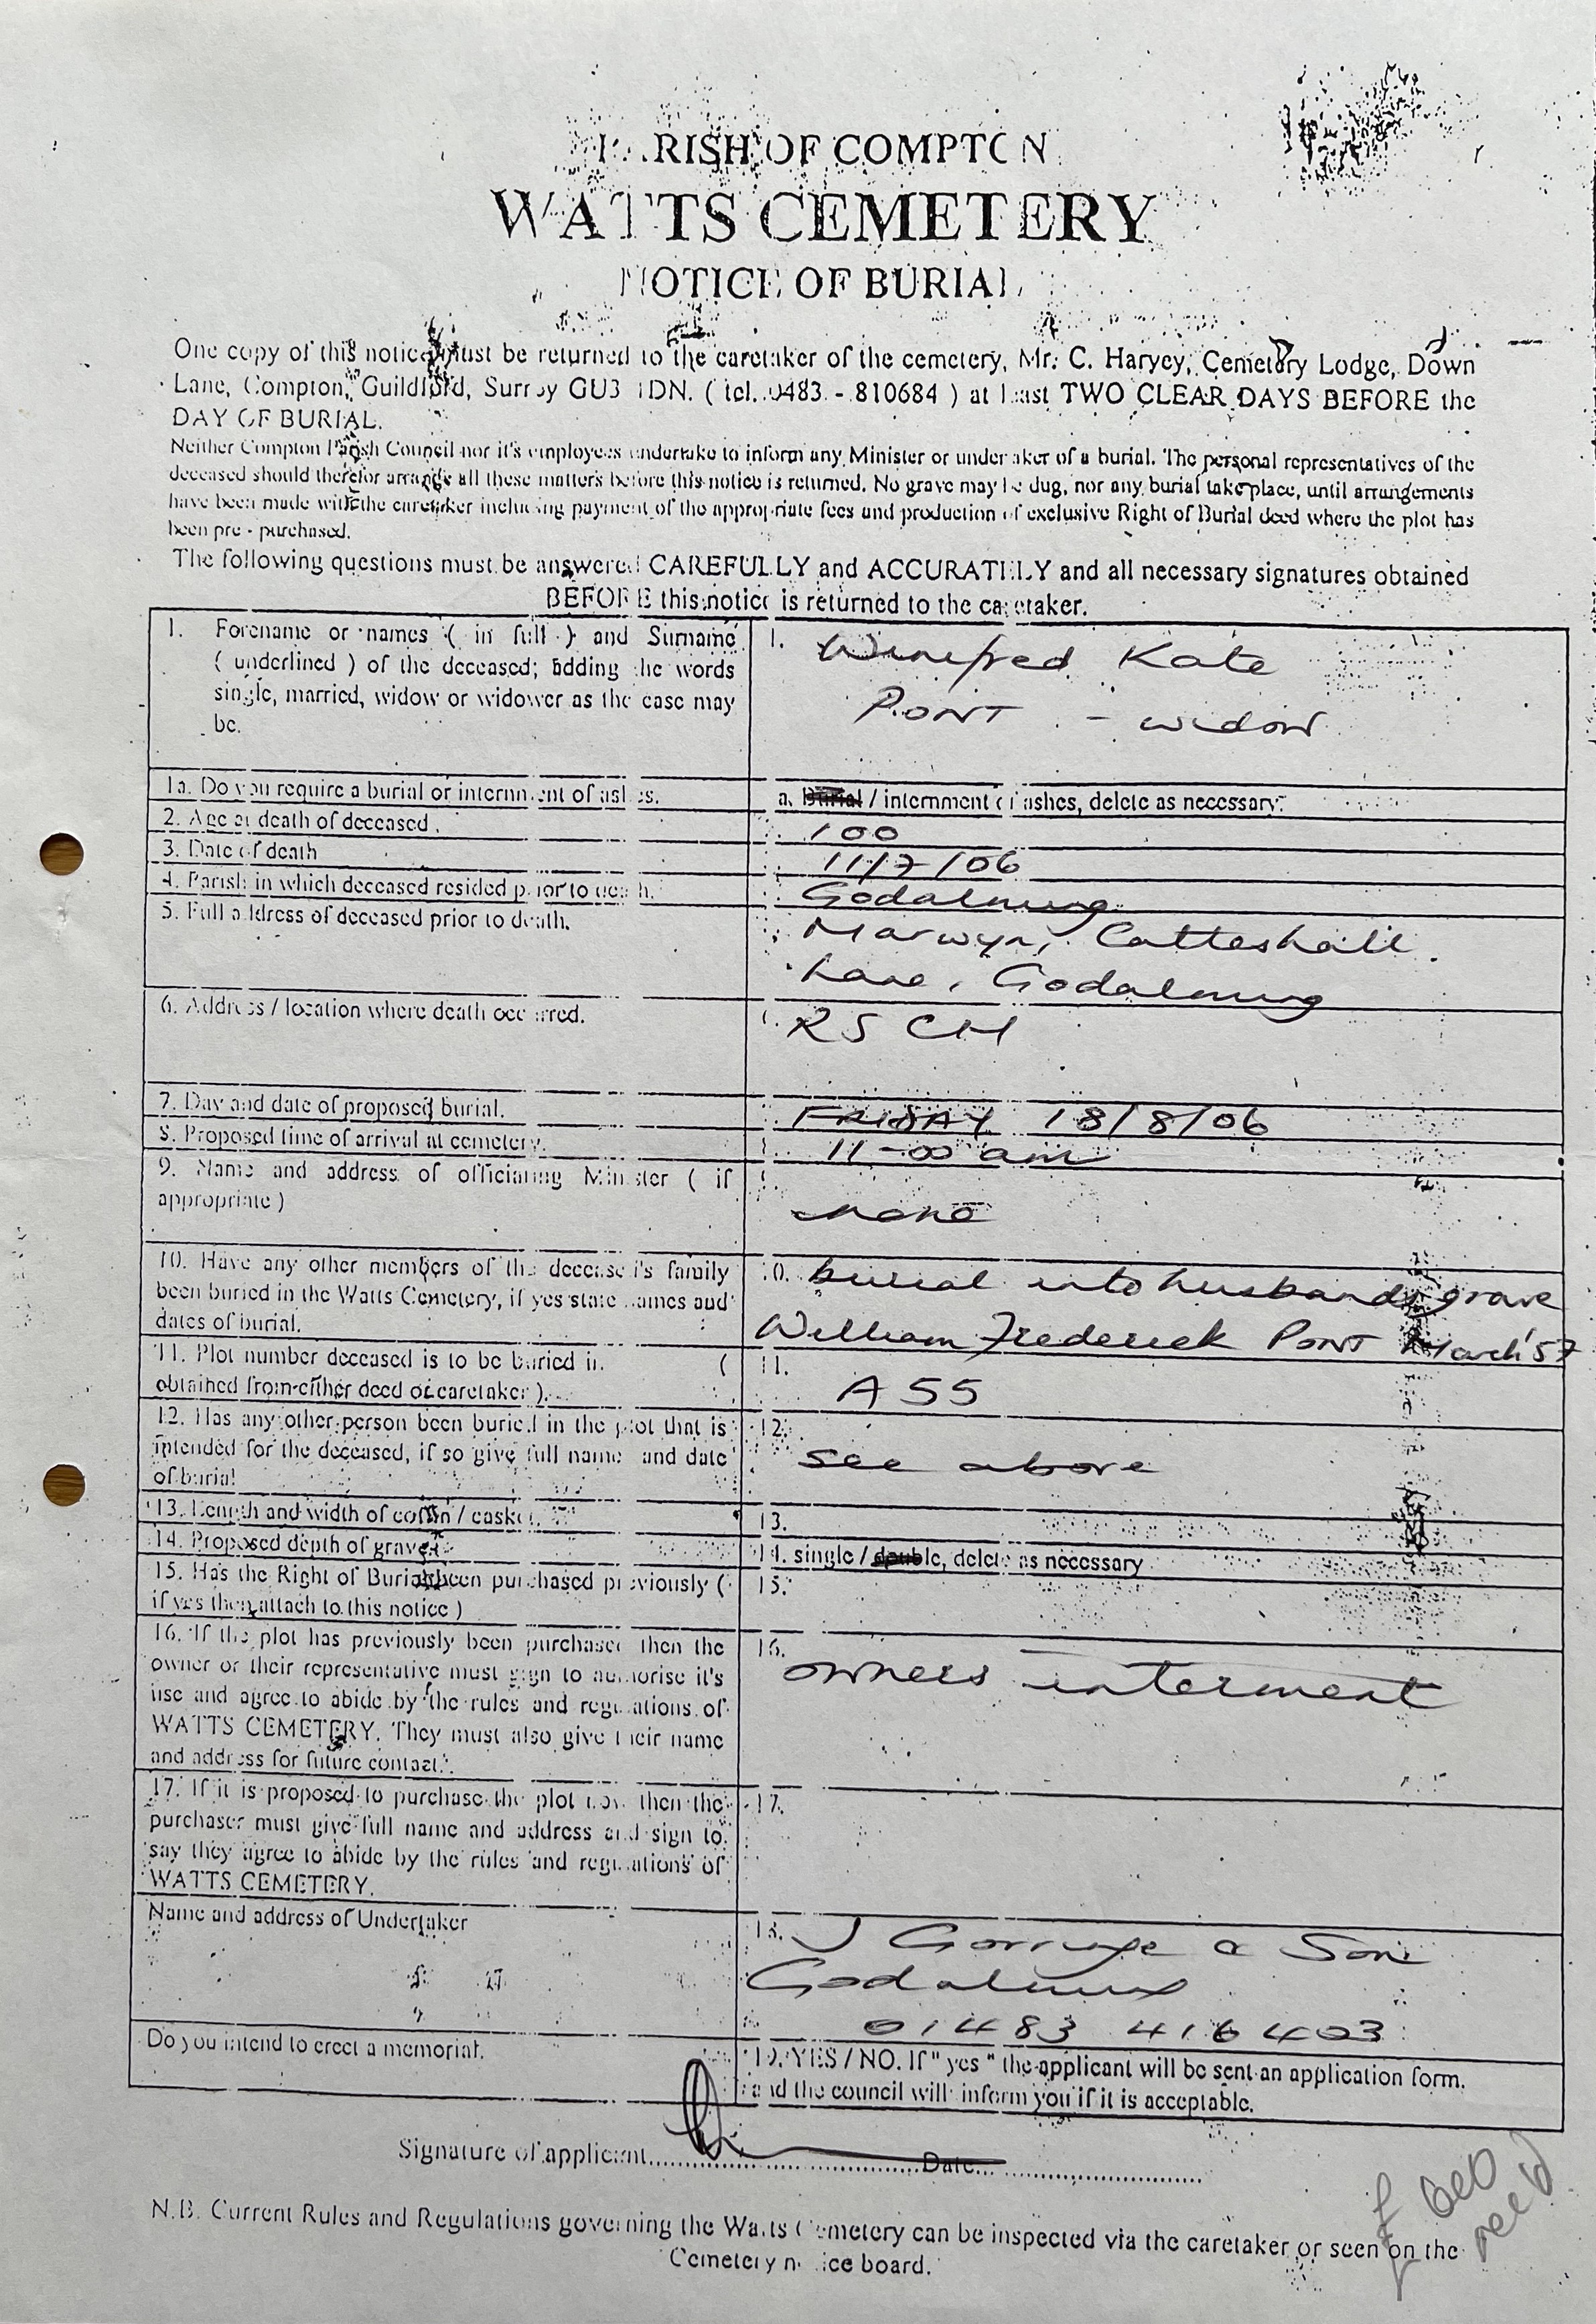 PARISH OF COMPTON
WATTS CEMETERY
NOTICE OF BURIAL
One copy of this notice must be returned to the caretaker of the cemetery, Mr. C. Harvey, Cemetery Lodge, Down
Lane, Compton, Guildford, Surrey GU3 1DN. ( tel. 0483 - 810684 ) at least TWO CLEAR DAYS BEFORE the
DAY OF BURIAL.
Neither Compton Parish Council nor it's employees undertake to inform any Minister or undertaker of a burial. The personal representatives of the
deceased should therefor arrange all these matters before this notice is returned. No grave may be dug, nor any burial take place, until arrangements
have been made with the caretaker including payment of the appropriate fees and production of exclusive Right of Burial deed where the plot has
been pre - purchased.
The following questions must be answered CAREFULLY and ACCURATELY and all necessary signatures obtained
BEFORE this notice is returned to the caretaker.
1. Forename or names ( in full ) and Surname
( underlined ) of the deceased; adding the words
single, married, widow or widower as the case may
be.
1. Winifred Kate
PONT - widow
1a. Do you require a burial or internment of ashes.
a. Burial / internment of ashes, delete as necessary.
2. Age at death of deceased.
100
3. Date of death
11/7/06
4. Parish in which deceased resided prior to death.
Godalming
5. Full address of deceased prior to death.
Marwyn, Catteshall
Lane, Godalming
6. Address / location where death occurred.
RSCH
7. Day and date of proposed burial.
FRIDAY 18/8/06
8. Proposed time of arrival at cemetery.
11-00 am
9. Name and address of officiating Minister ( if
appropriate )
none
10. Have any other members of the deceased's family
been buried in the Watts Cemetery, if yes state names and
dates of burial.
10. burial into husbands grave
William Frederick PONT March '57
11. Plot number deceased is to be buried in. (
obtained from either deed or caretaker ).
11.
A 55
12. Has any other person been buried in the plot that is
intended for the deceased, if so give full name and date
of burial
12.
see above
13. Length and width of coffin / casket.
13.
14. Proposed depth of grave.
14. single / double, delete as necessary
15. Has the Right of Burial been purchased previously (
if yes then attach to this notice )
15.
16. If the plot has previously been purchased then the
owner or their representative must sign to authorise it's
use and agree to abide by the rules and regulations of
WATTS CEMETERY. They must also give their name
and address for future contact.
16.
owners interment
17. If it is proposed to purchase the plot now then the
purchaser must give full name and address and sign to
say they agree to abide by the rules and regulations of
WATTS CEMETERY.
17.
Name and address of Undertaker
18. J Gorringe & Son
Godalming
01483 416403
Do you intend to erect a memorial.
19. YES / NO. If " yes " the applicant will be sent an application form.
and the council will inform you if it is acceptable.
Signature of applicant............Date............
£ 600
rec'd
N.B. Current Rules and Regulations governing the Watts Cemetery can be inspected via the caretaker or seen on the
Cemetery notice board.